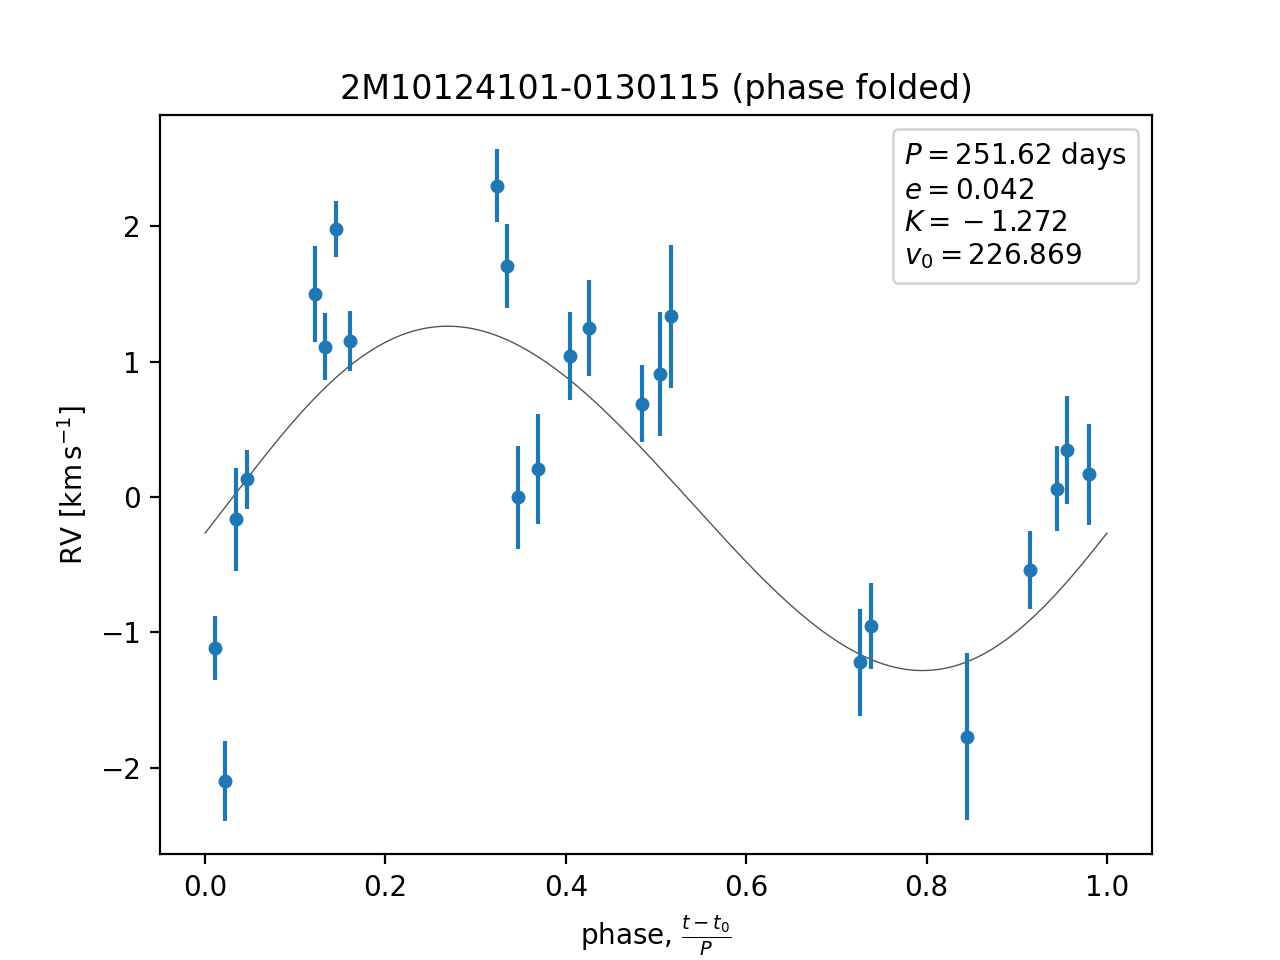 2M10124101-0130115 (phase folded)
P = 251.62 days
e = 0.042
K = −1.272
v₀ = 226.869
2
1
0
−1
−2
RV [km s⁻¹]
0.0 0.2 0.4 0.6 0.8 1.0
phase, (t − t₀)/P